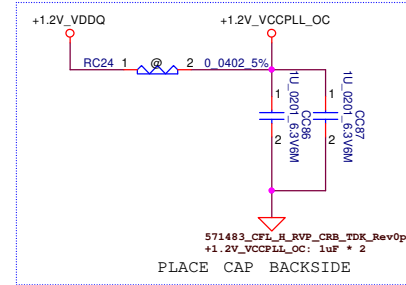 +1.2V_VDDQ
+1.2V_VCCPLL_OC
RC24 1 @ 2 0_0402_5%
1
2
CC86
1U_0201_6.3V6M
1
2
CC87
1U_0201_6.3V6M
571483_CFL_H_RVP_CRB_TDK_Rev0p
+1.2V_VCCPLL_OC: 1uF * 2
PLACE CAP BACKSIDE